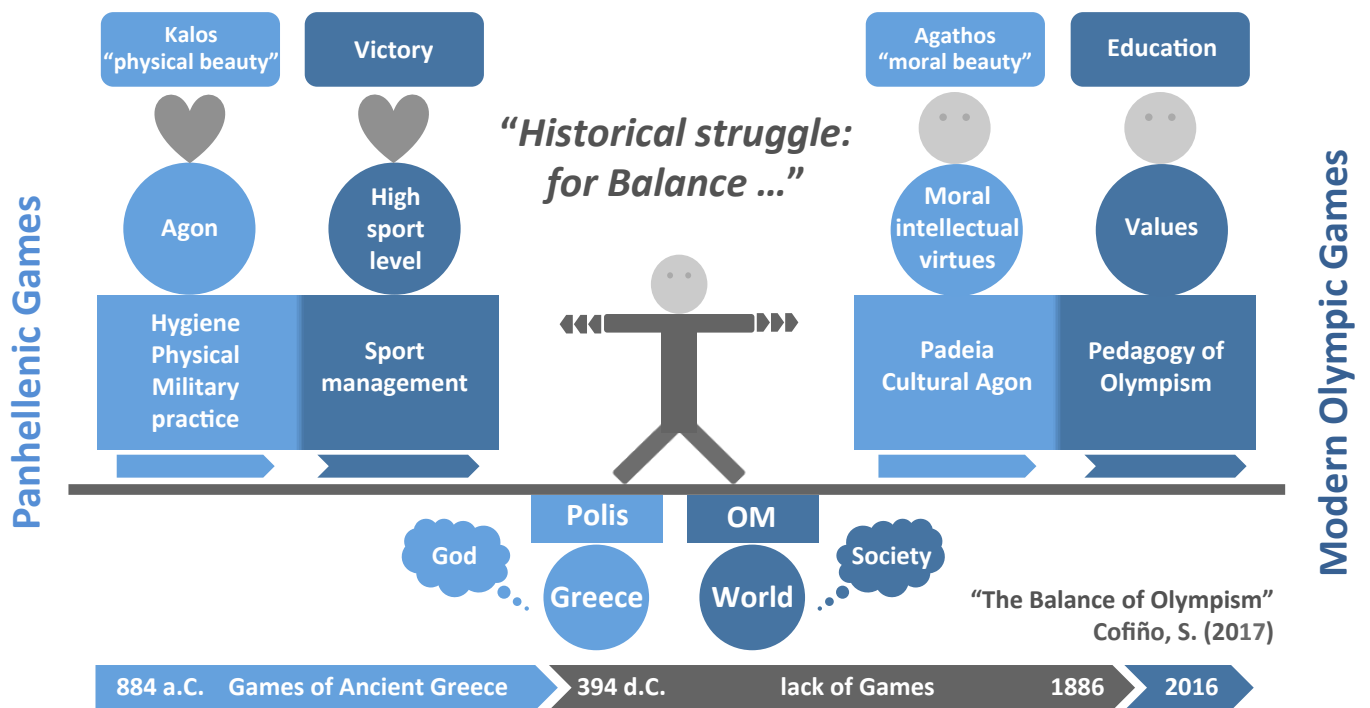 Kalos
“physical beauty”
Victory
Agathos
“moral beauty”
Education
“Historical struggle:
for Balance ...”
Agon
High
sport
level
Moral
intellectual
virtues
Values
Panhellenic Games
Modern Olympic Games
Hygiene
Physical
Military
practice
Sport
management
Padeia
Cultural Agon
Pedagogy of
Olympism
Polis
OM
God
Society
Greece
World
“The Balance of Olympism”
Cofiño, S. (2017)
884 a.C. Games of Ancient Greece 394 d.C. lack of Games 1886 2016